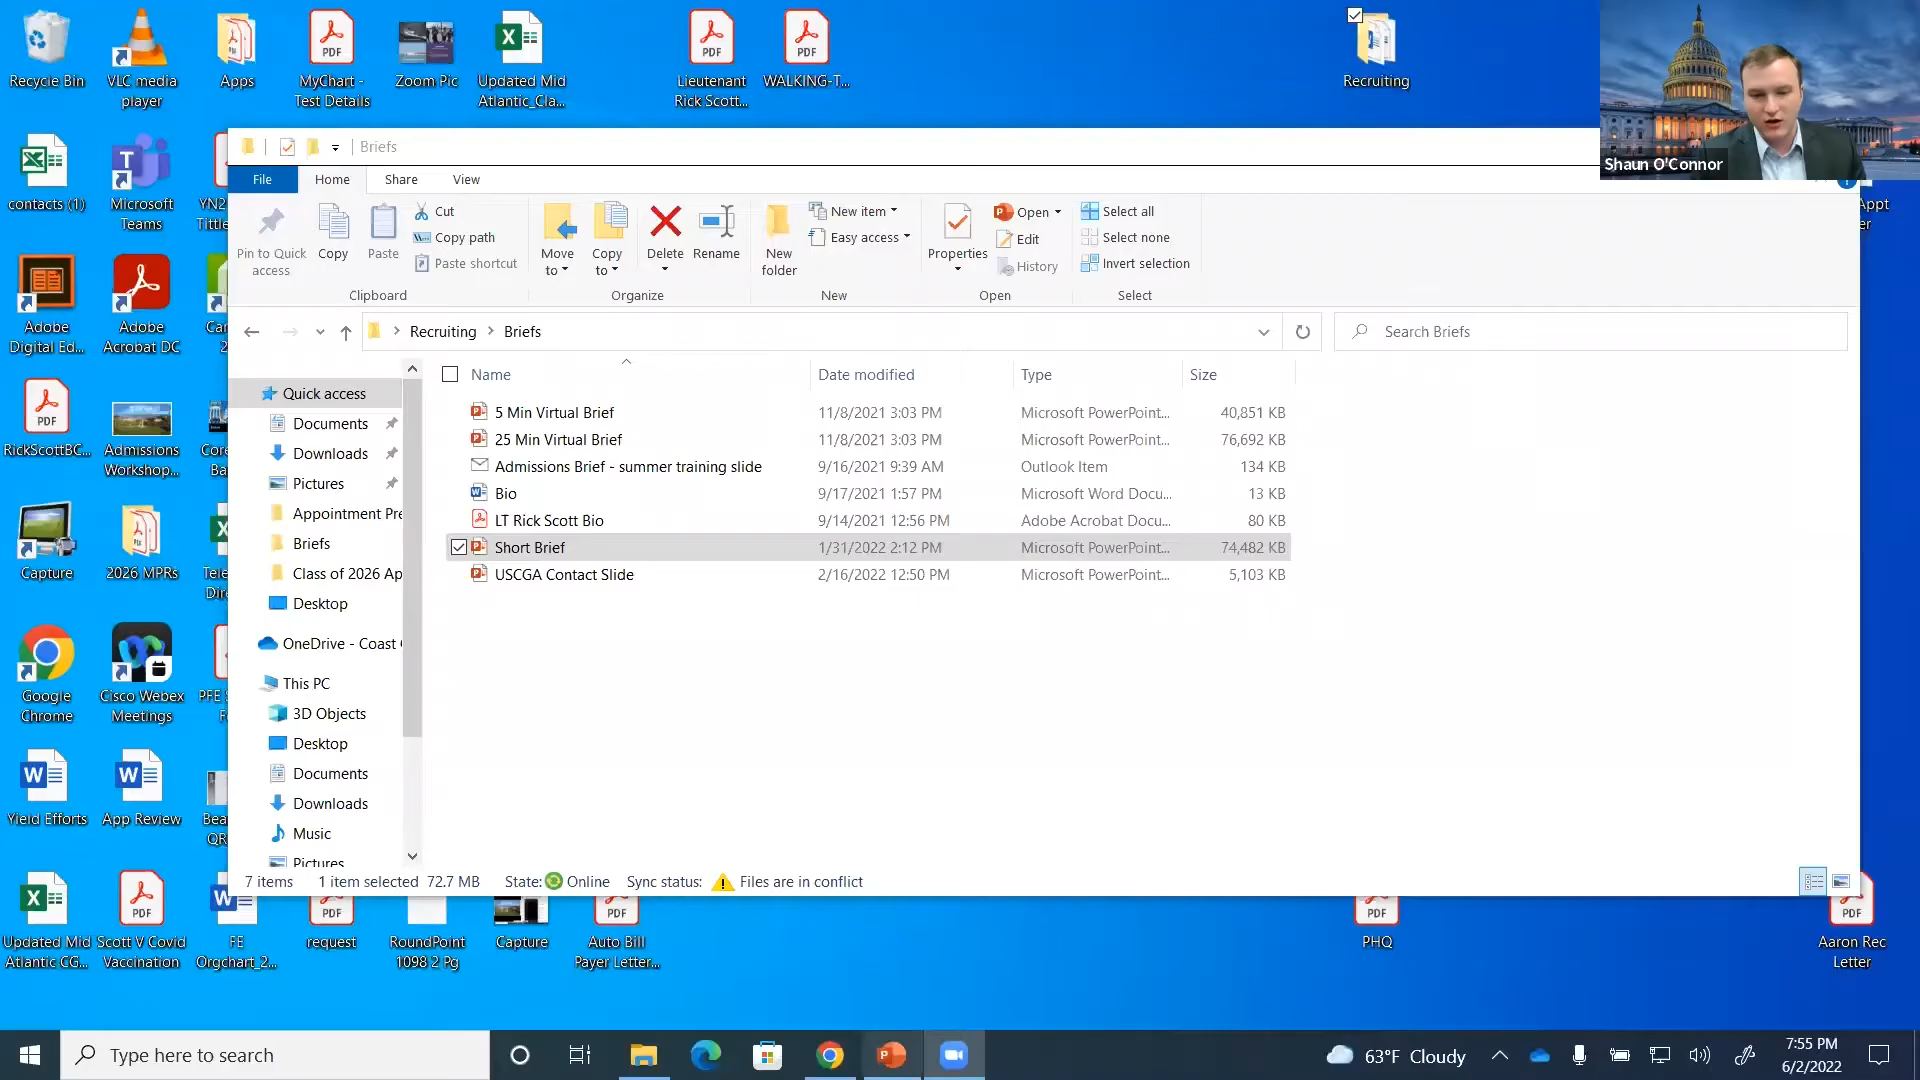 Recycle Bin
VLC media
player
Apps
MyChart -
Test Details
Zoom Pic
Updated Mid
Atlantic_Cla...
Lieutenant
Rick Scott...
WALKING-T...
Recruiting
Shaun O'Connor
contacts (1)
Microsoft
Teams
YN2
Tittle
Appt
er
Adobe
Digital Ed...
Adobe
Acrobat DC
Car
2
RickScottBC...
Admissions
Workshop...
Core
Ba
Capture
2026 MPRs
Tele
Dire
Google
Chrome
Cisco Webex
Meetings
PFE S
Fo
Yield Efforts
App Review
Bea
QR
Updated Mid
Atlantic CG...
Scott V Covid
Vaccination
FE
Orgchart_2...
request
RoundPoint
1098 2 Pg
Capture
Auto Bill
Payer Letter...
PHQ
Aaron Rec
Letter
Briefs
File
Home
Share
View
Pin to Quick
access
Copy
Paste
Cut
Copy path
Paste shortcut
Clipboard
Move
to
Copy
to
Delete
Rename
Organize
New
folder
New item
Easy access
New
Properties
Open
Edit
History
Open
Select all
Select none
Invert selection
Select
Recruiting
Briefs
Search Briefs
Quick access
Documents
Downloads
Pictures
Appointment Pre
Briefs
Class of 2026 Ap
Desktop
OneDrive - Coast
This PC
3D Objects
Desktop
Documents
Downloads
Music
Pictures
Name Date modified Type Size
5 Min Virtual Brief 11/8/2021 3:03 PM Microsoft PowerPoint... 40,851 KB
25 Min Virtual Brief 11/8/2021 3:03 PM Microsoft PowerPoint... 76,692 KB
Admissions Brief - summer training slide 9/16/2021 9:39 AM Outlook Item 134 KB
Bio 9/17/2021 1:57 PM Microsoft Word Docu... 13 KB
LT Rick Scott Bio 9/14/2021 12:56 PM Adobe Acrobat Docu... 80 KB
Short Brief 1/31/2022 2:12 PM Microsoft PowerPoint... 74,482 KB
USCGA Contact Slide 2/16/2022 12:50 PM Microsoft PowerPoint... 5,103 KB
7 items 1 item selected 72.7 MB State: Online Sync status: Files are in conflict
Type here to search
63°F Cloudy
7:55 PM
6/2/2022